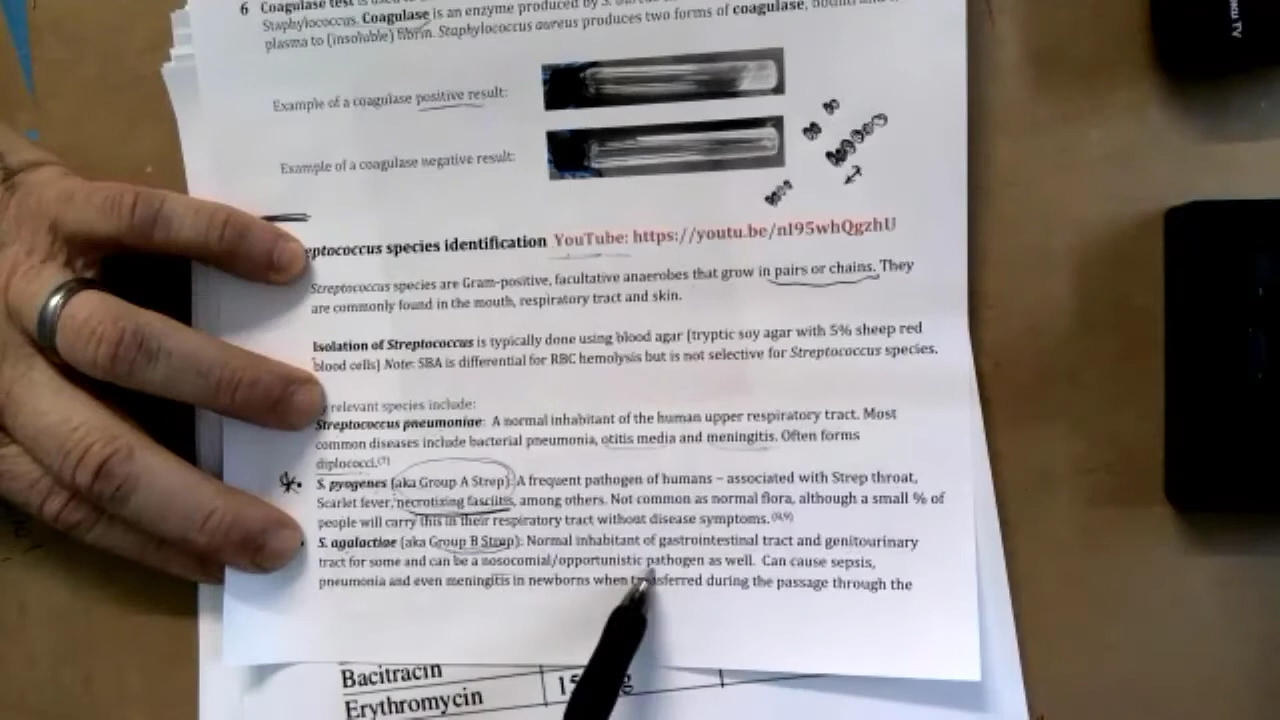 6 Coagulase test is used to
Staphylococcus. Coagulase is an enzyme produced by S.
plasma to (insoluble) fibrin. Staphylococcus aureus produces two forms of coagulase,
Example of a coagulase positive result:
Example of a coagulase negative result:
eptococcus species identification YouTube: https://youtu.be/nI95whQgzhU
Streptococcus species are Gram-positive, facultative anaerobes that grow in pairs or chains. They
are commonly found in the mouth, respiratory tract and skin.
Isolation of Streptococcus is typically done using blood agar (tryptic soy agar with 5% sheep red
blood cells) Note: SBA is differential for RBC hemolysis but is not selective for Streptococcus species.
relevant species include:
Streptococcus pneumoniae: A normal inhabitant of the human upper respiratory tract. Most
common diseases include bacterial pneumonia, otitis media and meningitis. Often forms
diplococci.(7)
• S. pyogenes (aka Group A Strep): A frequent pathogen of humans – associated with Strep throat,
Scarlet fever, necrotizing fasciitis, among others. Not common as normal flora, although a small % of
people will carry this in their respiratory tract without disease symptoms.(8,9)
• S. agalactiae (aka Group B Strep): Normal inhabitant of gastrointestinal tract and genitourinary
tract for some and can be a nosocomial/opportunistic pathogen as well. Can cause sepsis,
pneumonia and even meningitis in newborns when transferred during the passage through the
Bacitracin
Erythromycin 15 g
TV